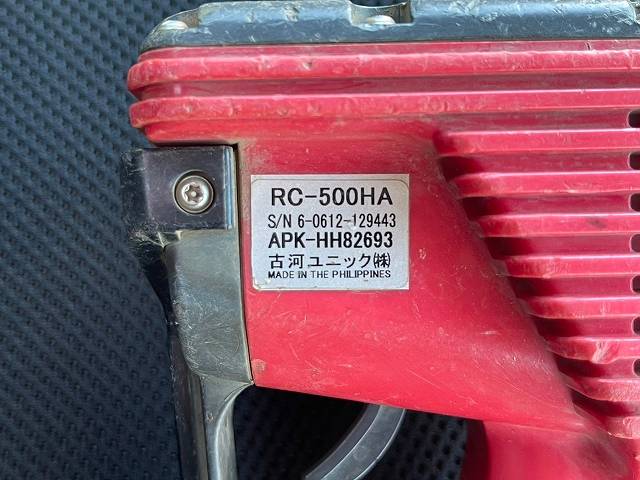 RC-500HA
S/N 6-0612-129443
APK-HH82693
古河ユニック㈱
MADE IN THE PHILIPPINES